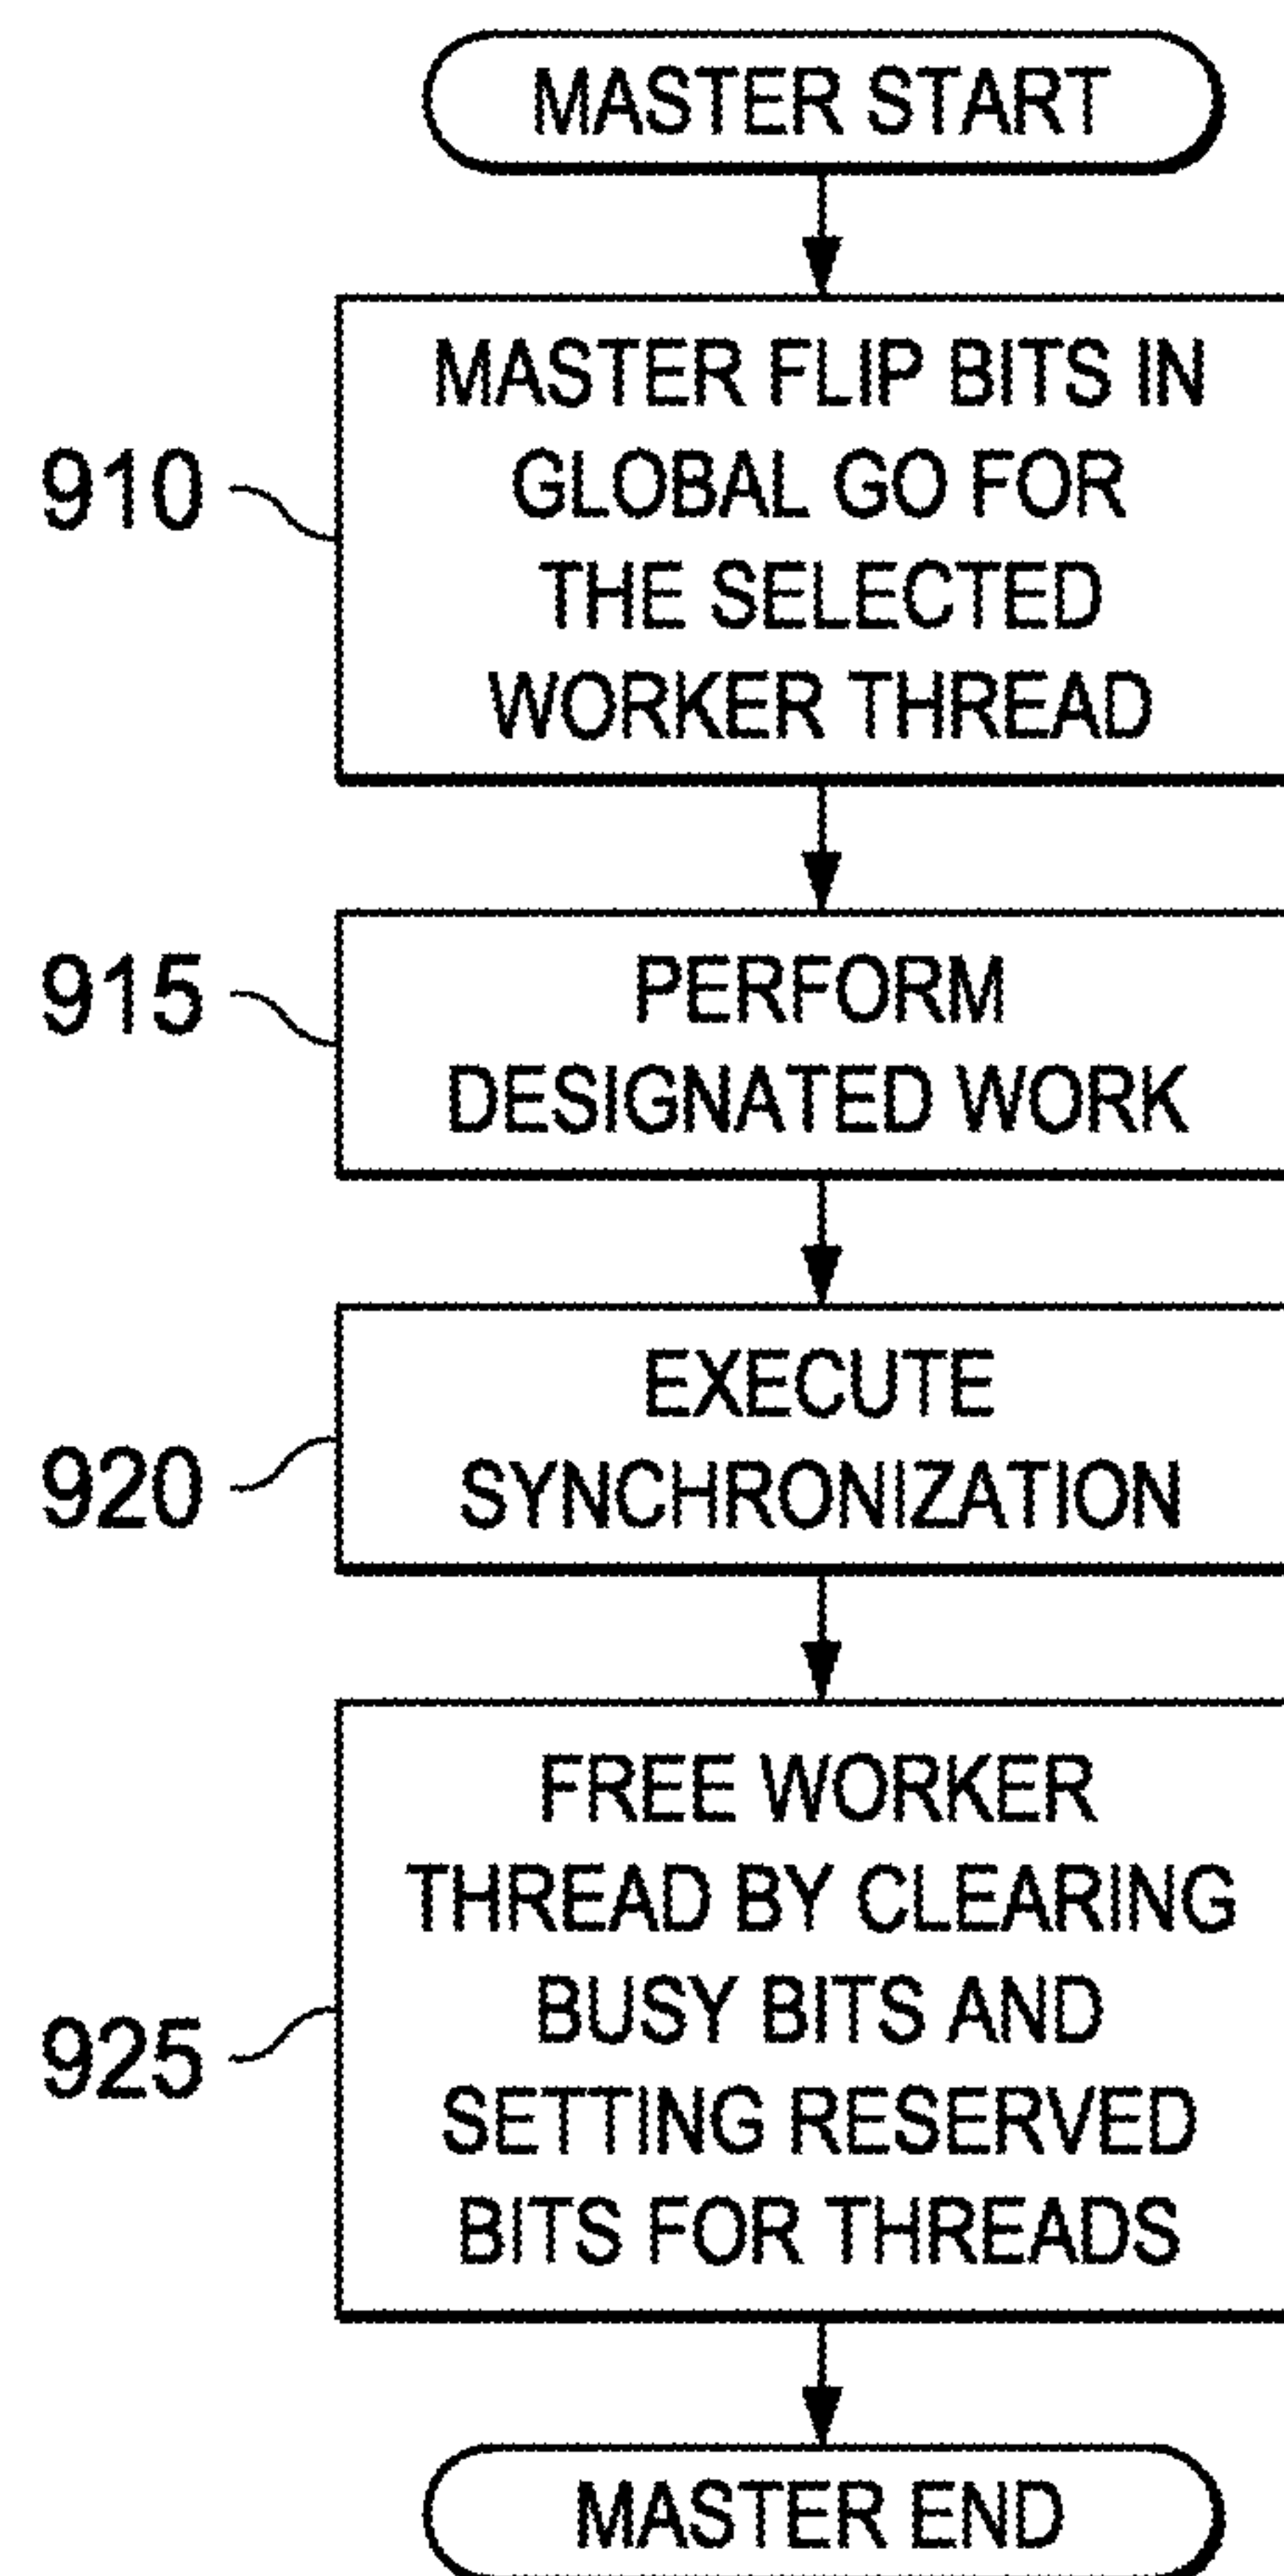 MASTER START
910
MASTER FLIP BITS IN
GLOBAL GO FOR
THE SELECTED
WORKER THREAD
915
PERFORM
DESIGNATED WORK
920
EXECUTE
SYNCHRONIZATION
925
FREE WORKER
THREAD BY CLEARING
BUSY BITS AND
SETTING RESERVED
BITS FOR THREADS
MASTER END